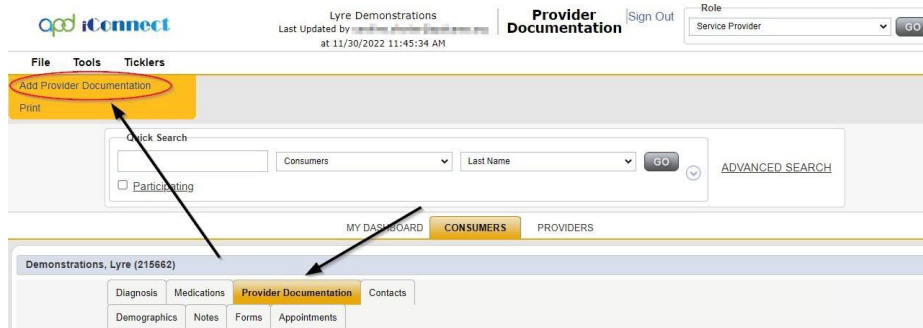 apd iConnect
Lyre Demonstrations
Last Updated by
at 11/30/2022 11:45:34 AM
Provider
Documentation
Sign Out
Role
Service Provider
GO
File Tools Ticklers
Add Provider Documentation
Print
Quick Search
Consumers Last Name GO
ADVANCED SEARCH
Participating
MY DASHBOARD CONSUMERS PROVIDERS
Demonstrations, Lyre (215662)
Diagnosis Medications Provider Documentation Contacts
Demographics Notes Forms Appointments